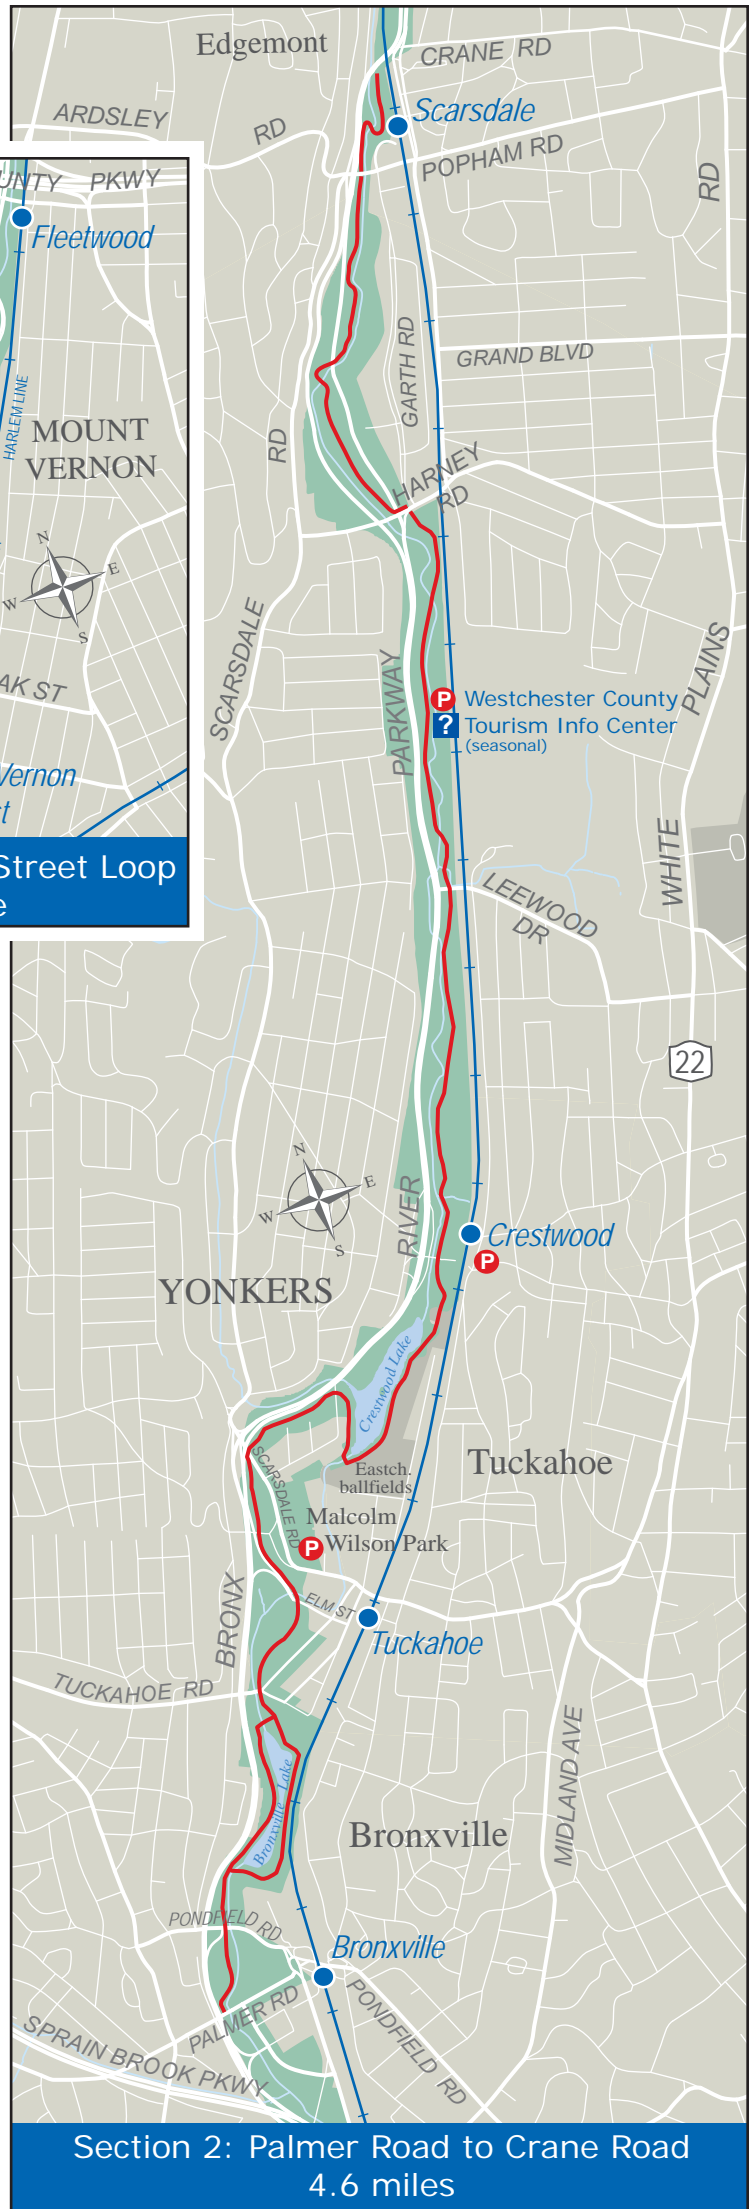 Edgemont
CRANE RD
ARDSLEY
RD
Scarsdale
POPHAM RD
RD
UNTY PKWY
Fleetwood
HARLEM LINE
MOUNT
VERNON
N
E
W
S
AK ST
Vernon
t
Street Loop
e
GARTH RD
GRAND BLVD
RD
HARNEY
RD
SCARSDALE
PARKWAY
P Westchester County
? Tourism Info Center
(seasonal)
PLAINS
WHITE
LEEWOOD
DR
22
N
E
W
S
RIVER
Crestwood
P
YONKERS
Crestwood Lake
Tuckahoe
Eastch.
ballfields
SCARSDALE RD
Malcolm
P Wilson Park
BRONX
ELM ST
Tuckahoe
TUCKAHOE RD
MIDLAND AVE
Bronxville Lake
Bronxville
PONDFIELD RD
Bronxville
PALMER RD
PONDFIELD RD
SPRAIN BROOK PKWY
Section 2: Palmer Road to Crane Road
4.6 miles